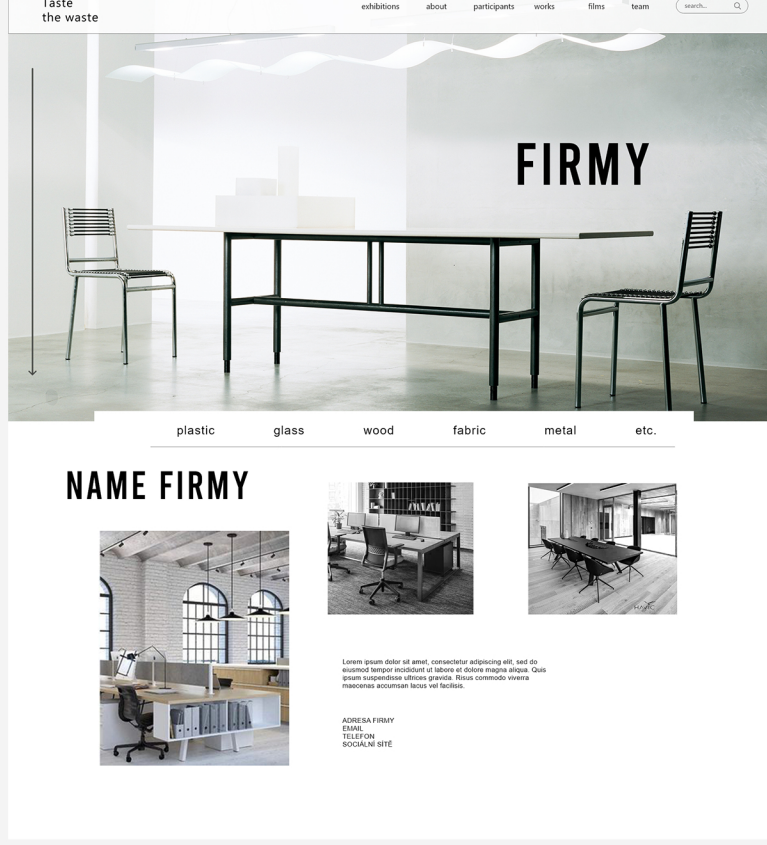 Taste
the waste
exhibitions about participants works films team search...
FIRMY
plastic glass wood fabric metal etc.
NAME FIRMY
HAVIC
Lorem ipsum dolor sit amet, consectetur adipiscing elit, sed do
eiusmod tempor incididunt ut labore et dolore magna aliqua. Quis
ipsum suspendisse ultrices gravida. Risus commodo viverra
maecenas accumsan lacus vel facilisis.
ADRESA FIRMY
EMAIL
TELEFON
SOCIÁLNÍ SÍTĚ